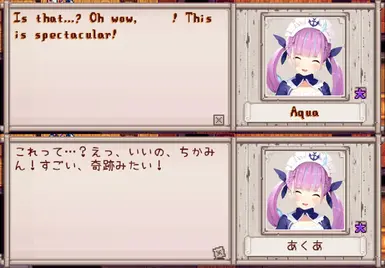 Is that...? Oh wow, ! This
is spectacular!
Aqua
これって…？えっ、いいの、ちかみ
ん！すごい、奇跡みたい！
あくあ